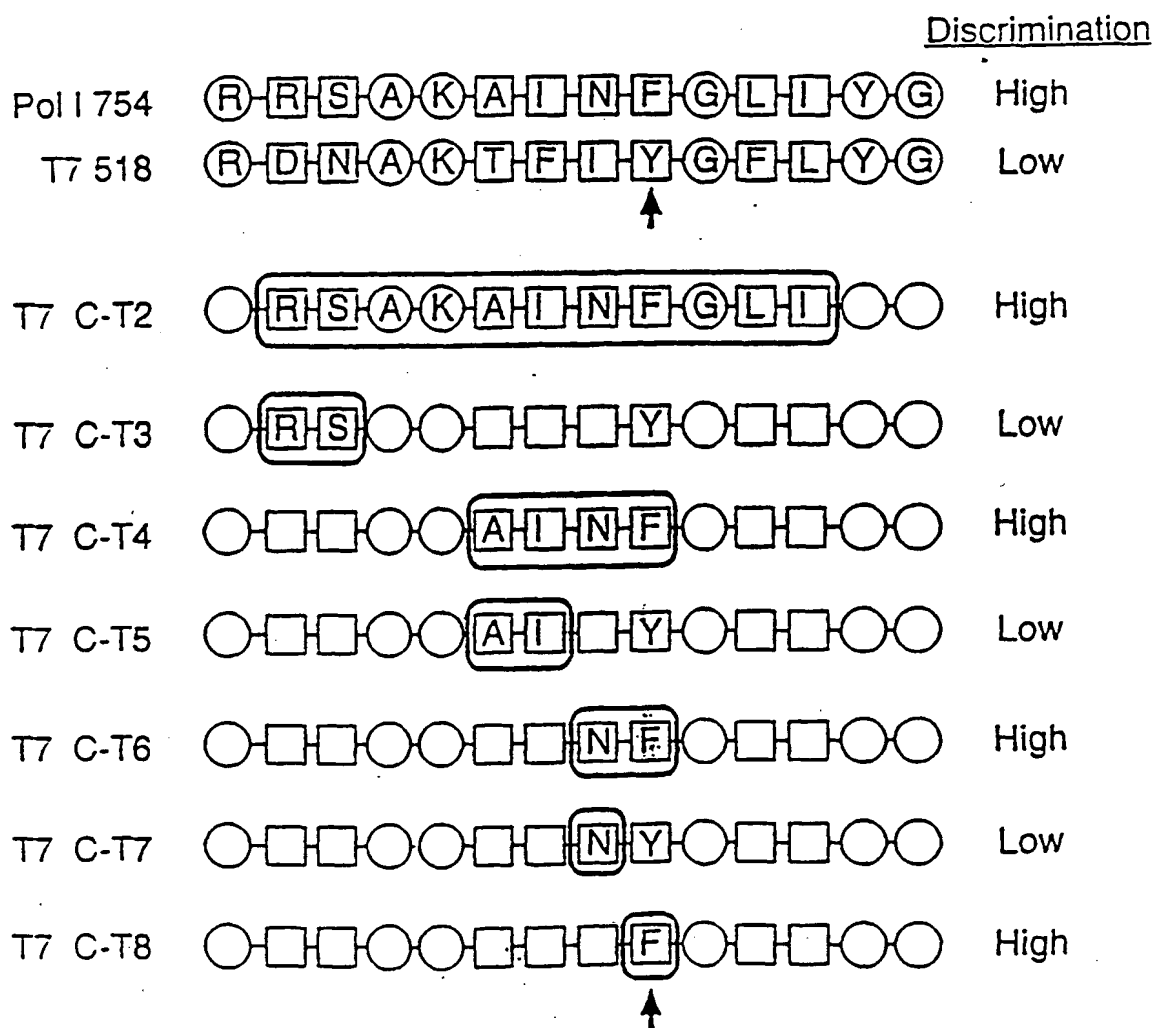 Discrimination
Pol I 754 R R S A K A I N F G L I Y G High
T7 518 R D N A K T F I Y G F L Y G Low
T7 C-T2 R S A K A I N F G L I High
T7 C-T3 R S Y Low
T7 C-T4 A I N F High
T7 C-T5 A I Y Low
T7 C-T6 N F High
T7 C-T7 N Y Low
T7 C-T8 F High